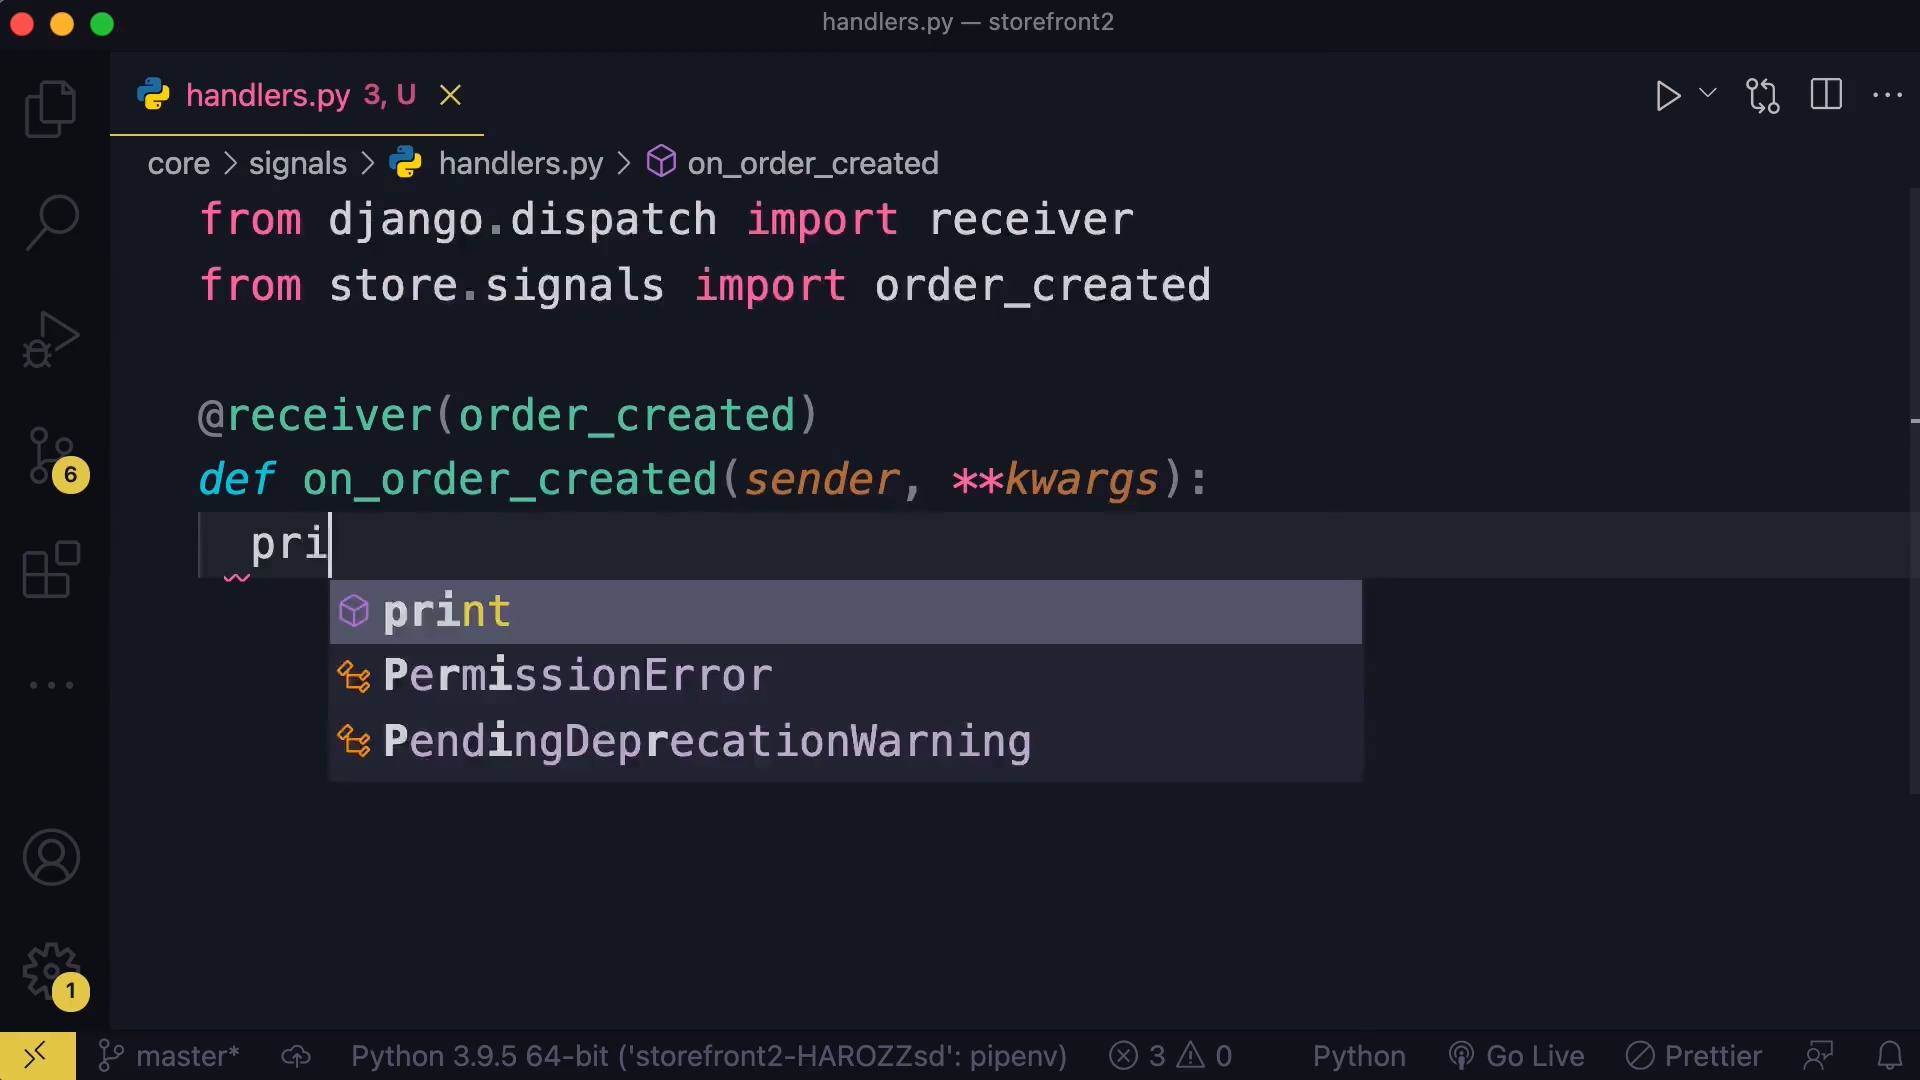 handlers.py — storefront2
handlers.py 3, U
core > signals > handlers.py > on_order_created
from django.dispatch import receiver
from store.signals import order_created
@receiver(order_created)
def on_order_created(sender, **kwargs):
pri
print
PermissionError
PendingDeprecationWarning
6
1
master* Python 3.9.5 64-bit ('storefront2-HAROZZsd': pipenv) 3 0 Python Go Live Prettier